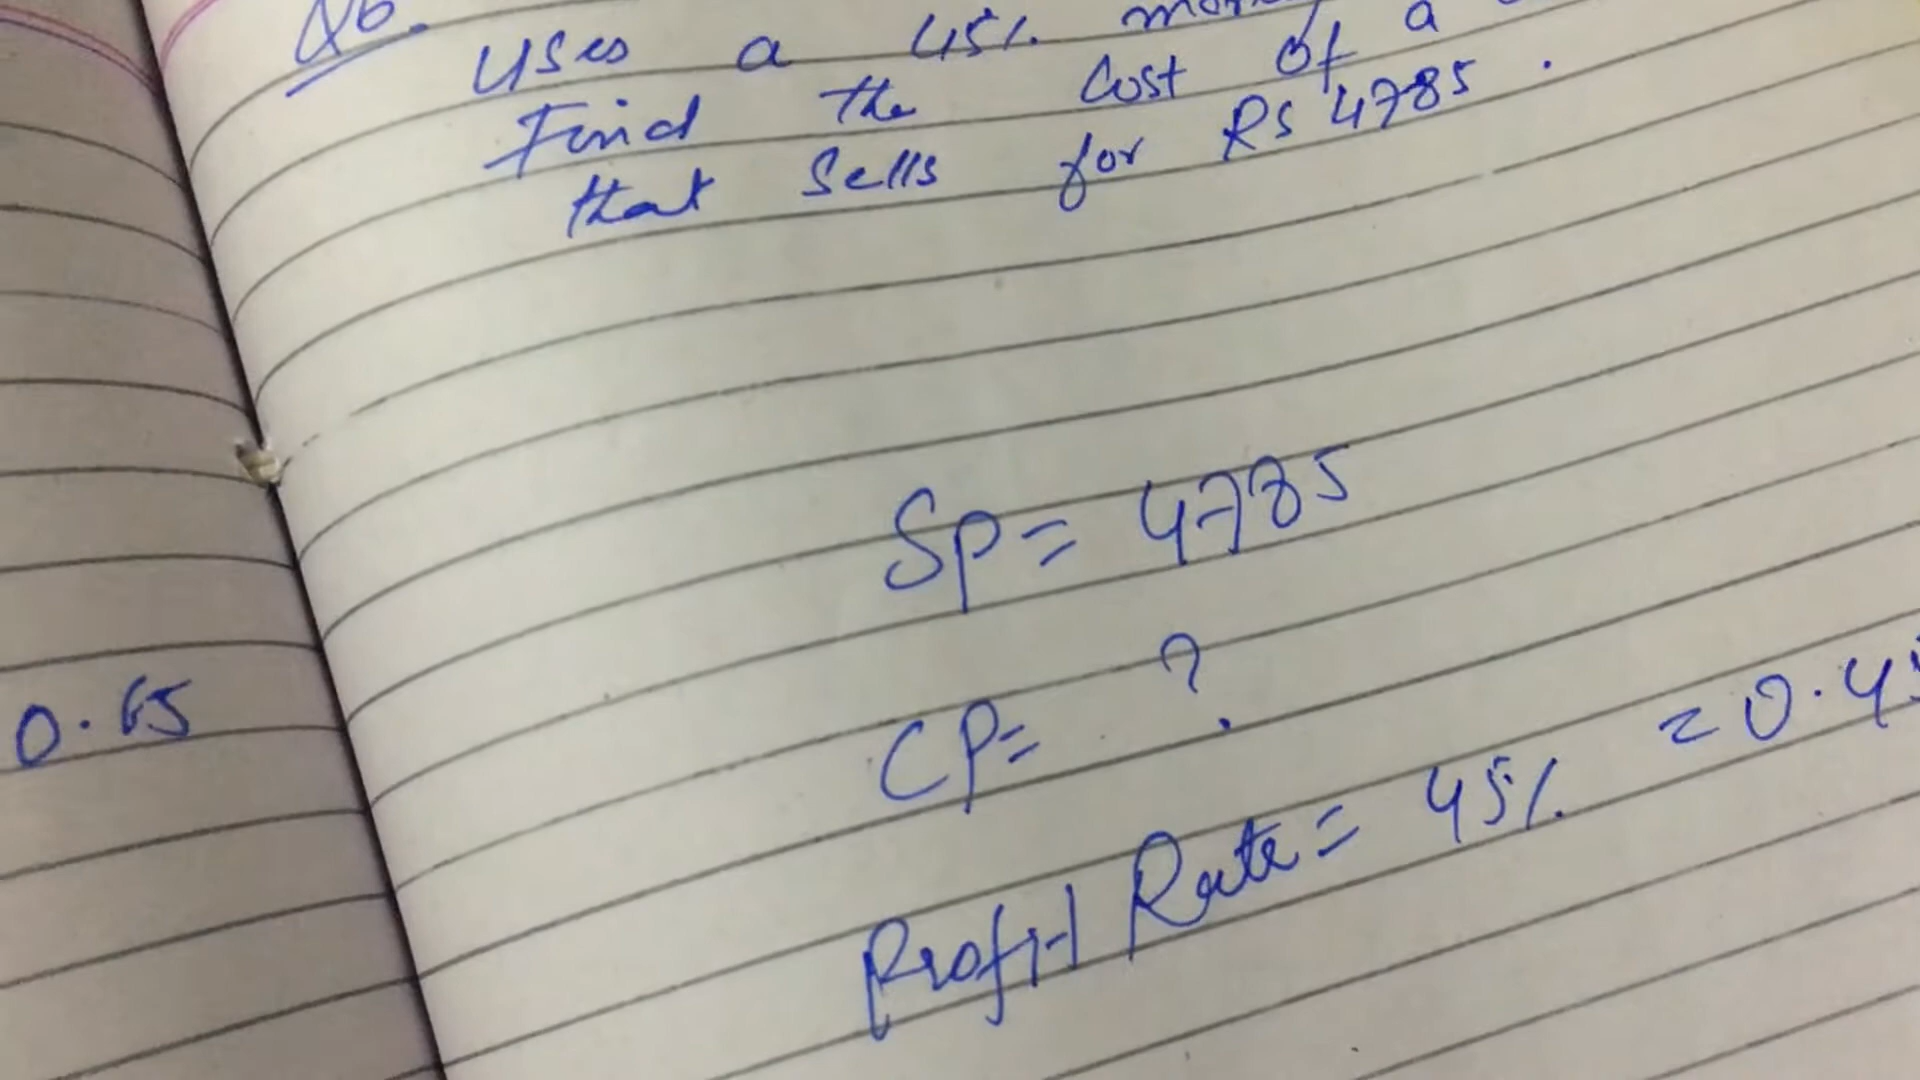 Q6.
uses a 45%
Find the Cost of a
that Sells for RS 4785.
SP = 4785
CP = ?
Profit Rate = 45% = 0.45
0.65